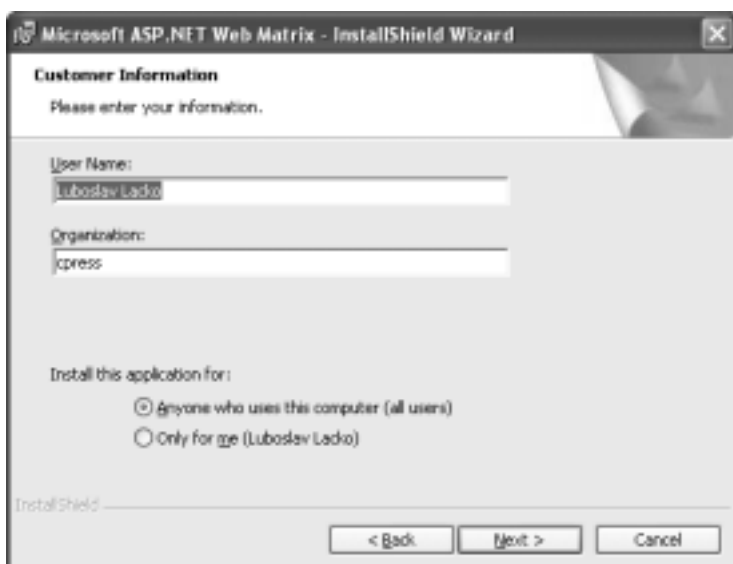 Microsoft ASP.NET Web Matrix - InstallShield Wizard
Customer Information
Please enter your information.
User Name:
Luboslav Lacko
Organization:
cpress
Install this application for:
Anyone who uses this computer (all users)
Only for me (Luboslav Lacko)
InstallShield
< Back
Next >
Cancel